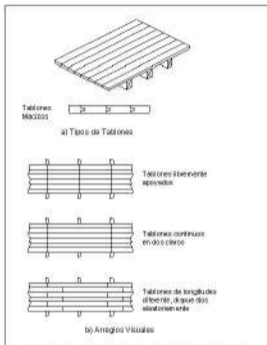 Tablones
Macizos
a) Tipos de Tablones
Tablones libremente
apoyados
Tablones continuos
en dos claros
Tablones de longitudes
diferente, dispuestos
aleatoriamente
b) Arreglos Visuales